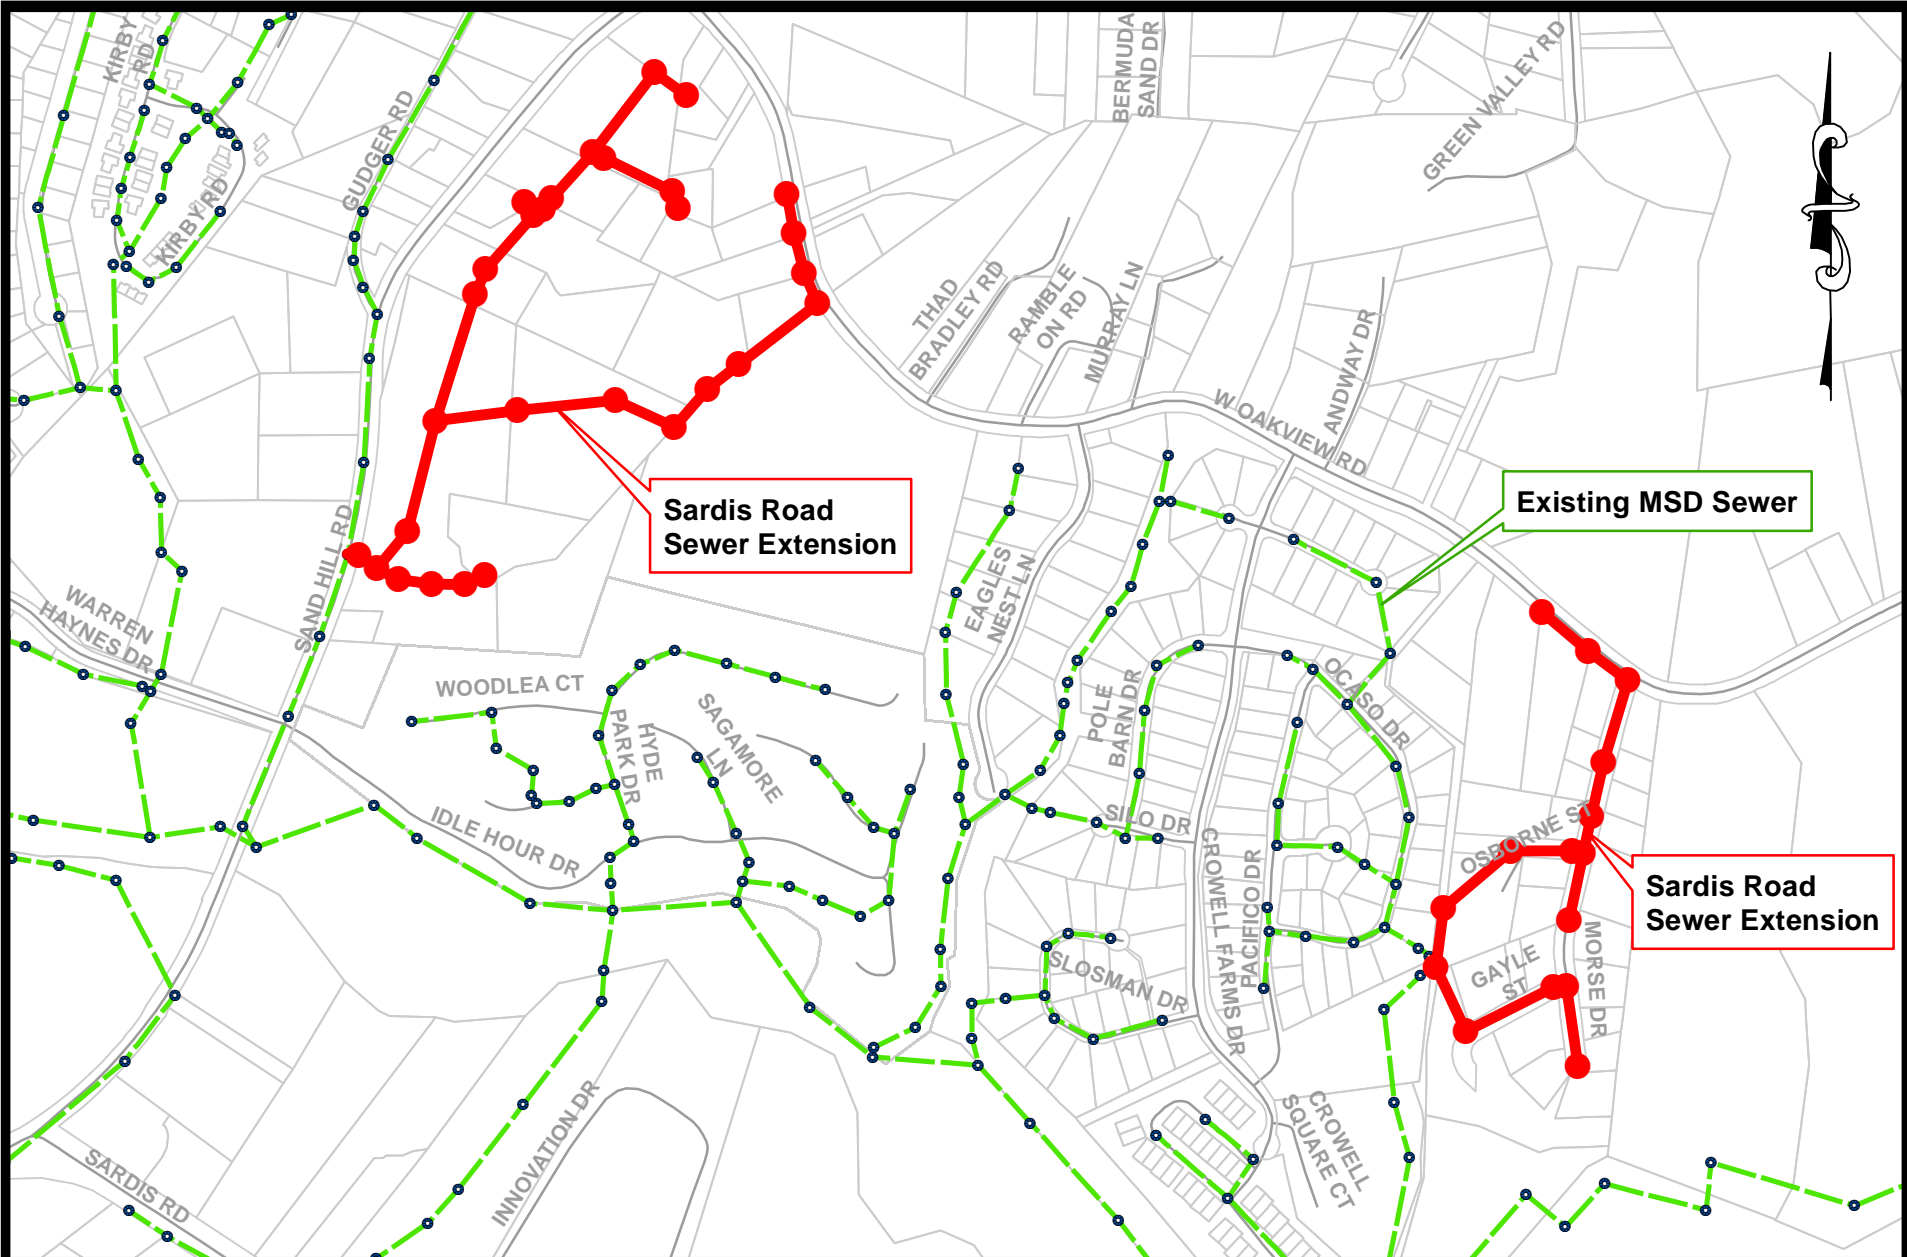 KIRBY
RD
GUDGER RD
KIRBY RD
BERMUDA
SAND DR
GREEN VALLEY RD
THAD
BRADLEY RD
RAMBLE
ON RD
MURRAY LN
ANDWAY DR
W OAKVIEW RD
Existing MSD Sewer
Sardis Road
Sewer Extension
SAND HILL RD
WARREN
HAYNES DR
EAGLES
NEST LN
WOODLEA CT
HYDE
PARK DR
SAGAMORE
LN
POLE
BARN DR
OCASO DR
IDLE HOUR DR
SILO DR
OSBORNE ST
CROWELL FARMS DR
PACIFICO DR
Sardis Road
Sewer Extension
SLOSMAN DR
GAYLE
ST
MORSE DR
INNOVATION DR
CROWELL
SQUARE CT
SARDIS RD